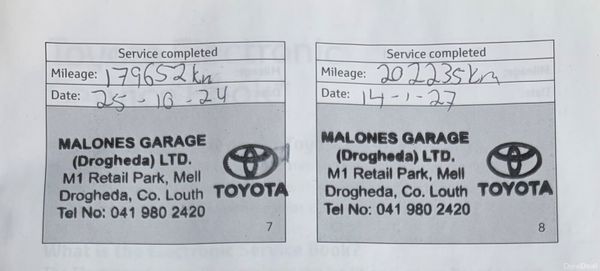 Service completed
Mileage: 179652km
Date: 25-10-24
MALONES GARAGE
(Drogheda) LTD.
M1 Retail Park, Mell
Drogheda, Co. Louth
Tel No: 041 980 2420
TOYOTA
7
Service completed
Mileage: 202235km
Date: 14-1-27
MALONES GARAGE
(Drogheda) LTD.
M1 Retail Park, Mell
Drogheda, Co. Louth
Tel No: 041 980 2420
TOYOTA
8